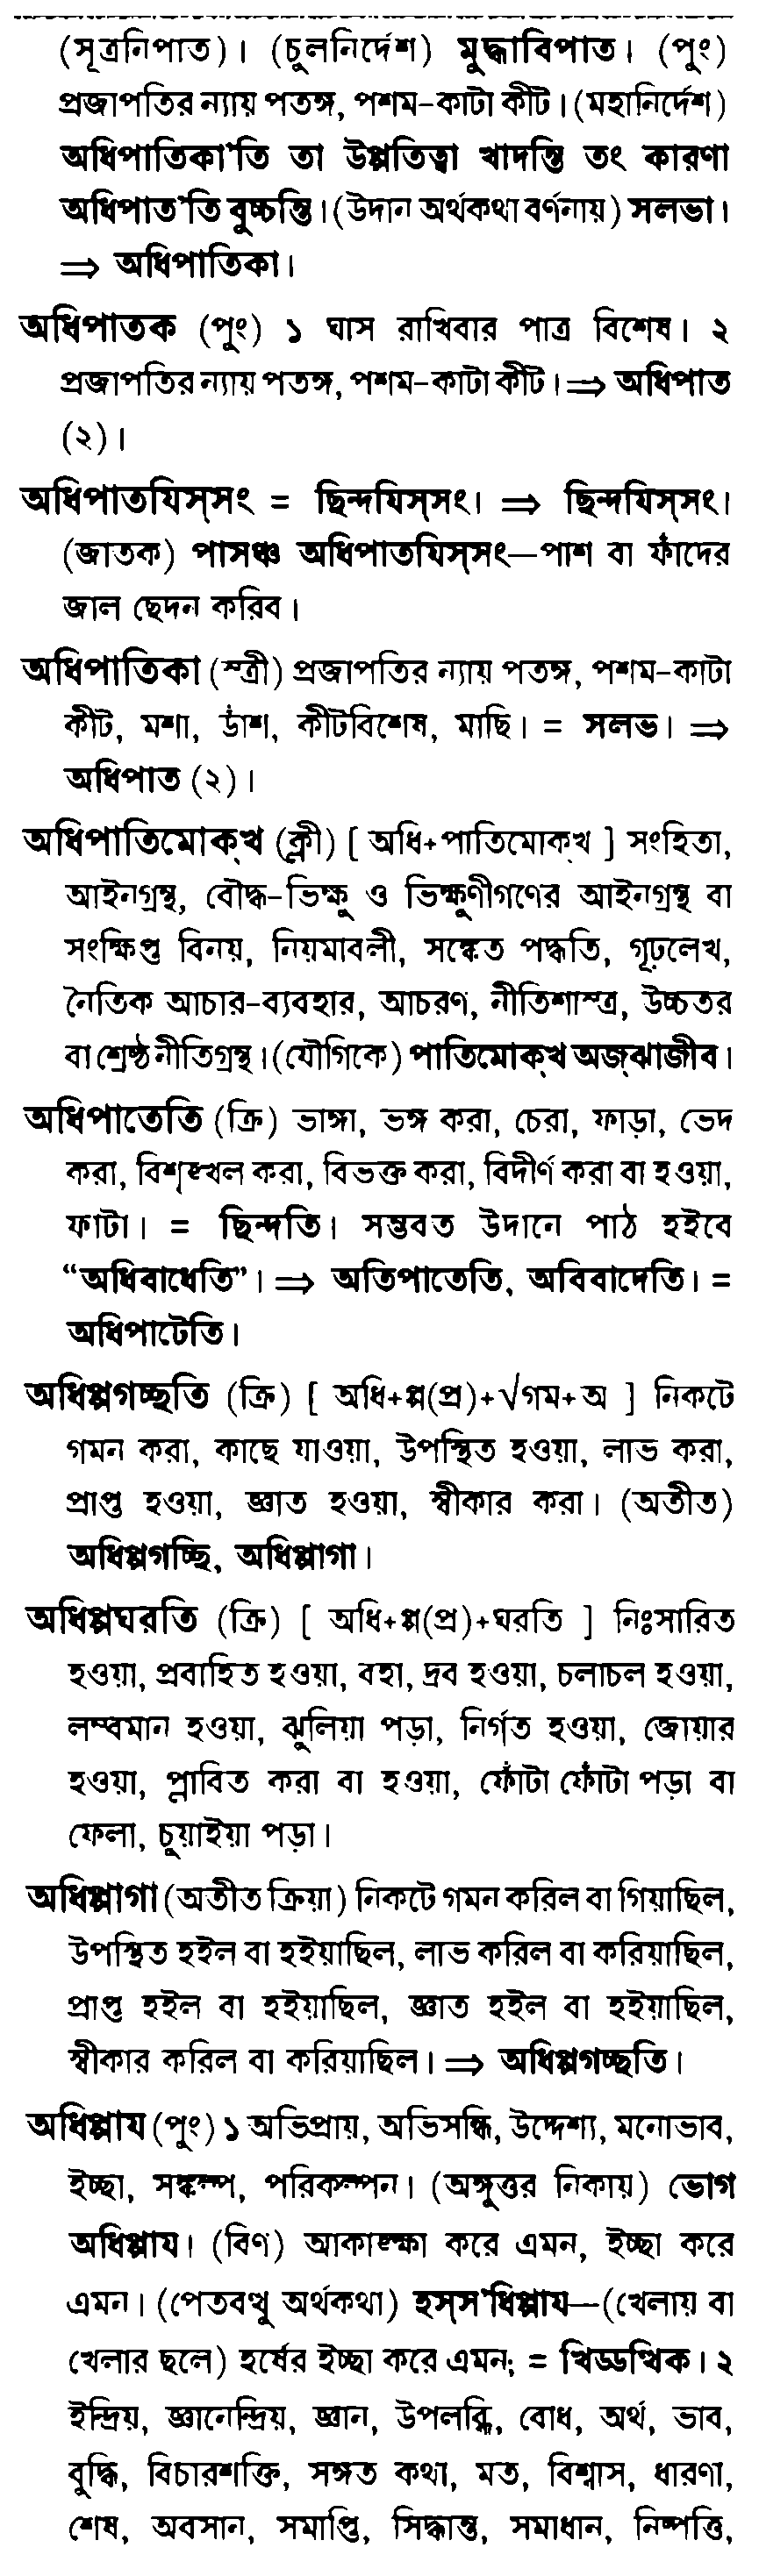 (সূত্রনিপাত)। (চুলনির্দেশ) মুদ্ধাবিপাত। (পুং)
প্রজাপতির ন্যায় পতঙ্গ, পশম-কাটা কীট। (মহানির্দেশ)
অধিপাতিকা'তি তা উপ্পতিত্বা খাদন্তি তং কারণা
অধিপাত'তি বুচ্চন্তি। (উদান অর্থকথা বর্ণনায়) সলভা।
⇒ অধিপাতিকা।
অধিপাতক (পুং) ১ ঘাস রাখিবার পাত্র বিশেষ। ২
প্রজাপতির ন্যায় পতঙ্গ, পশম-কাটা কীট। ⇒ অধিপাত
(২)।
অধিপাতযিস্সং = ছিন্দযিস্সং। ⇒ ছিন্দযিস্সং।
(জাতক) পাসঞ্চ অধিপাতযিস্সং—পাশ বা ফাঁদের
জাল ছেদন করিব।
অধিপাতিকা (স্ত্রী) প্রজাপতির ন্যায় পতঙ্গ, পশম-কাটা
কীট, মশা, ডাঁশ, কীটবিশেষ, মাছি। = সলভ। ⇒
অধিপাত (২)।
অধিপাতিমোক্খ (ক্লী) [ অধি+পাতিমোক্খ ] সংহিতা,
আইনগ্রন্থ, বৌদ্ধ-ভিক্ষু ও ভিক্ষুণীগণের আইনগ্রন্থ বা
সংক্ষিপ্ত বিনয়, নিয়মাবলী, সঙ্কেত পদ্ধতি, গূঢ়লেখ,
নৈতিক আচার-ব্যবহার, আচরণ, নীতিশাস্ত্র, উচ্চতর
বা শ্রেষ্ঠ নীতিগ্রন্থ। (যৌগিকে) পাতিমোক্খ অজ্ঝাজীব।
অধিপাতেতি (ক্রি) ভাঙ্গা, ভঙ্গ করা, চেরা, ফাড়া, ভেদ
করা, বিশৃঙ্খল করা, বিভক্ত করা, বিদীর্ণ করা বা হওয়া,
ফাটা। = ছিন্দতি। সম্ভবত উদানে পাঠ হইবে
“অধিবাধেতি”। ⇒ অতিপাতেতি, অবিবাদেতি। =
অধিপাটেতি।
অধিপ্পগচ্ছতি (ক্রি) [ অধি+প্প(প্র)+√গম+অ ] নিকটে
গমন করা, কাছে যাওয়া, উপস্থিত হওয়া, লাভ করা,
প্রাপ্ত হওয়া, জ্ঞাত হওয়া, স্বীকার করা। (অতীত)
অধিপ্পগচ্ছি, অধিপ্পাগা।
অধিপ্পঘরতি (ক্রি) [ অধি+প্প(প্র)+ঘরতি ] নিঃসারিত
হওয়া, প্রবাহিত হওয়া, বহা, দ্রব হওয়া, চলাচল হওয়া,
লম্বমান হওয়া, ঝুলিয়া পড়া, নির্গত হওয়া, জোয়ার
হওয়া, প্লাবিত করা বা হওয়া, ফোঁটা ফোঁটা পড়া বা
ফেলা, চুয়াইয়া পড়া।
অধিপ্পাগা (অতীত ক্রিয়া) নিকটে গমন করিল বা গিয়াছিল,
উপস্থিত হইল বা হইয়াছিল, লাভ করিল বা করিয়াছিল,
প্রাপ্ত হইল বা হইয়াছিল, জ্ঞাত হইল বা হইয়াছিল,
স্বীকার করিল বা করিয়াছিল। ⇒ অধিপ্পগচ্ছতি।
অধিপ্পায (পুং) ১ অভিপ্রায়, অভিসন্ধি, উদ্দেশ্য, মনোভাব,
ইচ্ছা, সঙ্কল্প, পরিকল্পন। (অঙ্গুত্তর নিকায়) ভোগ
অধিপ্পায। (বিণ) আকাঙ্ক্ষা করে এমন, ইচ্ছা করে
এমন। (পেতবত্থু অর্থকথা) হস্স'ধিপ্পায—(খেলায় বা
খেলার ছলে) হর্ষের ইচ্ছা করে এমন; = খিড্ডত্থিক। ২
ইন্দ্রিয়, জ্ঞানেন্দ্রিয়, জ্ঞান, উপলব্ধি, বোধ, অর্থ, ভাব,
বুদ্ধি, বিচারশক্তি, সঙ্গত কথা, মত, বিশ্বাস, ধারণা,
শেষ, অবসান, সমাপ্তি, সিদ্ধান্ত, সমাধান, নিষ্পত্তি,